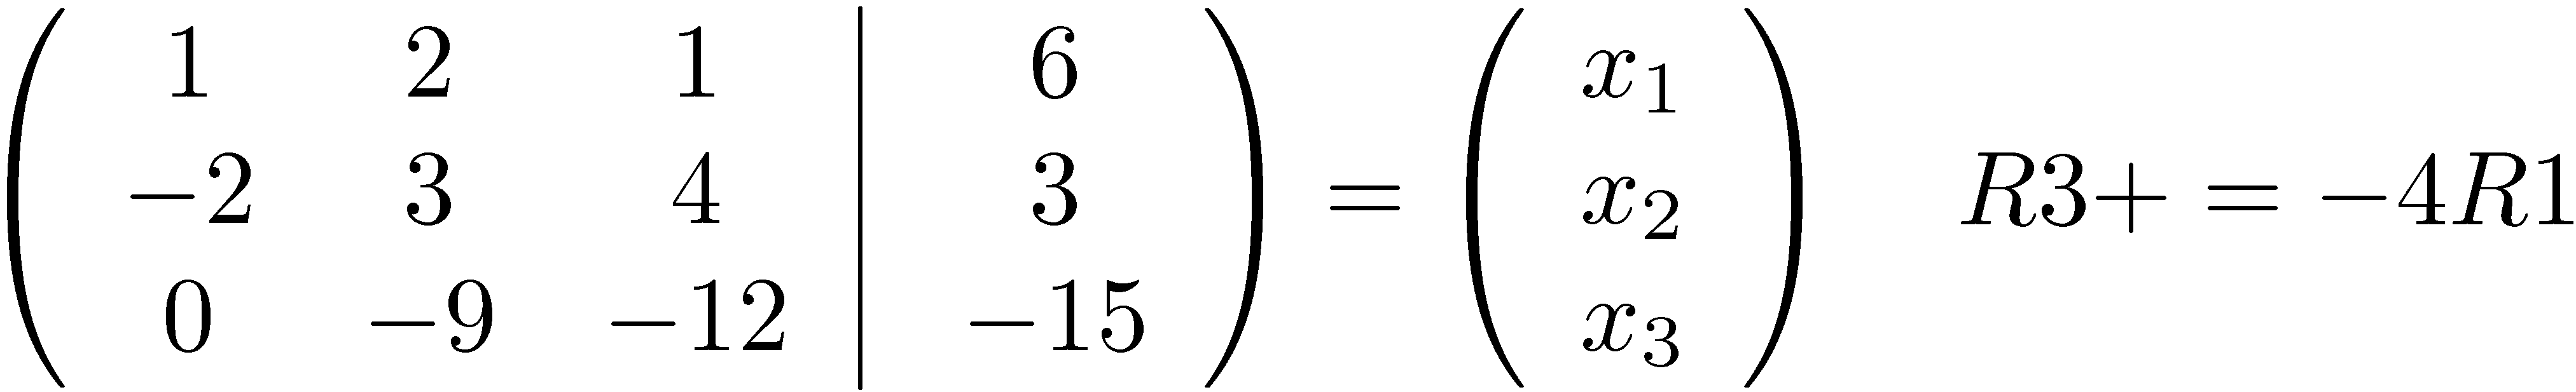 1 2 1 | 6
−2 3 4 | 3 = x₁ x₂ x₃ R3+ = −4R1
0 −9 −12 | −15